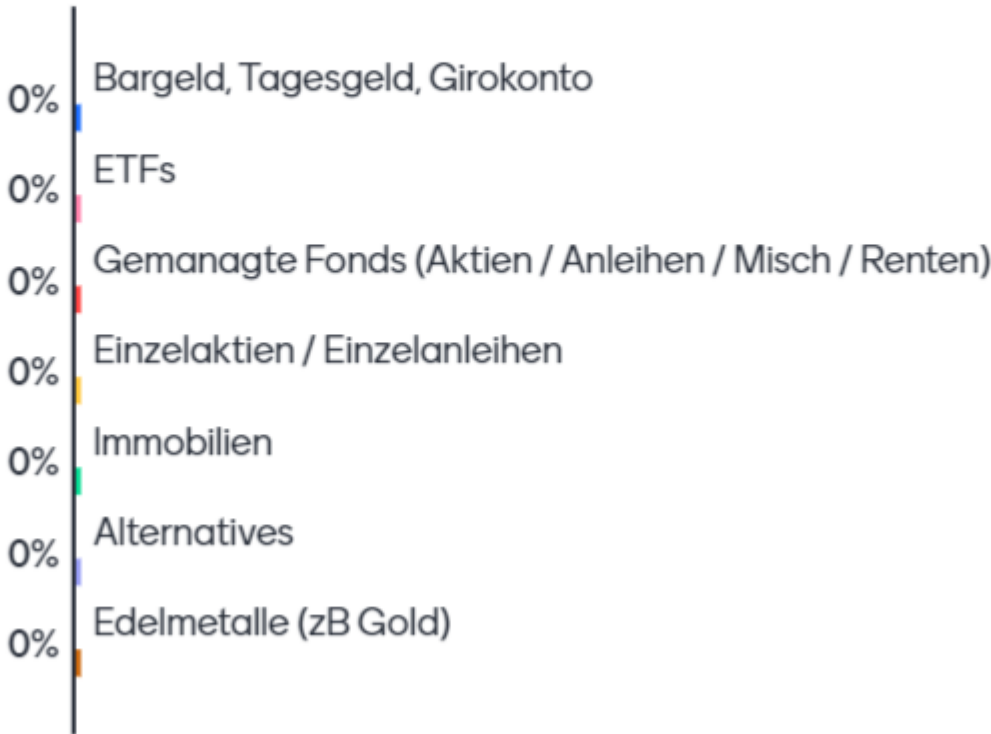 Bargeld, Tagesgeld, Girokonto
0%
ETFs
0%
Gemanagte Fonds (Aktien / Anleihen / Misch / Renten)
0%
Einzelaktien / Einzelanleihen
0%
Immobilien
0%
Alternatives
0%
Edelmetalle (zB Gold)
0%